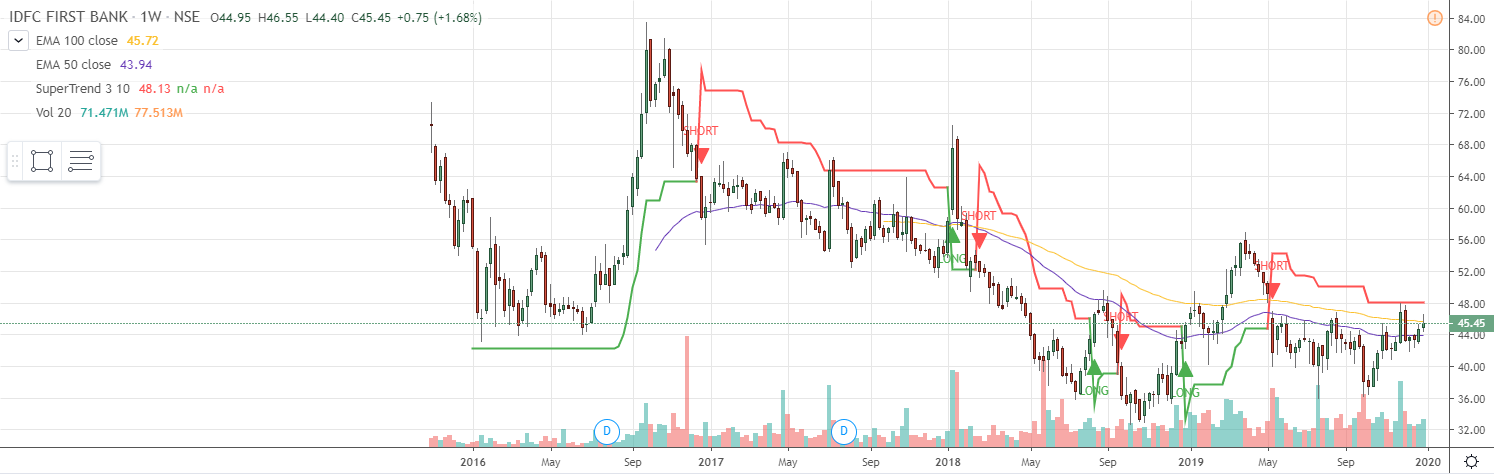 IDFC FIRST BANK · 1W · NSE O44.95 H46.55 L44.40 C45.45 +0.75 (+1.68%)
EMA 100 close 45.72
EMA 50 close 43.94
SuperTrend 3 10 48.13 n/a n/a
Vol 20 71.471M 77.513M
84.00
80.00
76.00
72.00
68.00
64.00
60.00
56.00
52.00
48.00
45.45
44.00
40.00
36.00
32.00
SHORT
SHORT
LONG
SHORT
LONG
SHORT
LONG
D
D
2016 May Sep 2017 May Sep 2018 May Sep 2019 May Sep 2020